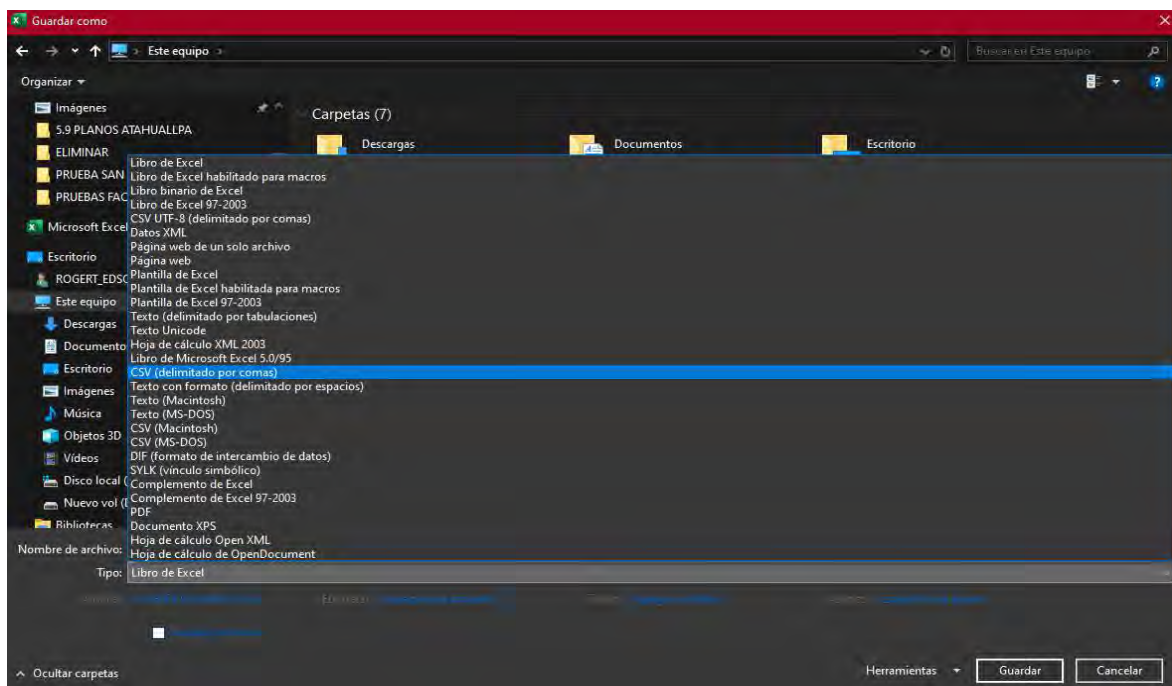 Guardar como
Este equipo
Buscar en Este equipo
Organizar
Imágenes
5.9 PLANOS ATAHUALLPA
ELIMINAR
PRUEBA SAN
PRUEBAS FAC
Microsoft Excel
Escritorio
ROGERT_EDSO
Este equipo
Descargas
Documento
Escritorio
Imágenes
Música
Objetos 3D
Vídeos
Disco local (
Nuevo vol (
Bibliotecas
Carpetas (7)
Descargas
Documentos
Escritorio
Libro de Excel
Libro de Excel habilitado para macros
Libro binario de Excel
Libro de Excel 97-2003
CSV UTF-8 (delimitado por comas)
Datos XML
Página web de un solo archivo
Página web
Plantilla de Excel
Plantilla de Excel habilitada para macros
Plantilla de Excel 97-2003
Texto (delimitado por tabulaciones)
Texto Unicode
Hoja de cálculo XML 2003
Libro de Microsoft Excel 5.0/95
CSV (delimitado por comas)
Texto con formato (delimitado por espacios)
Texto (Macintosh)
Texto (MS-DOS)
CSV (Macintosh)
CSV (MS-DOS)
DIF (formato de intercambio de datos)
SYLK (vínculo simbólico)
Complemento de Excel
Complemento de Excel 97-2003
PDF
Documento XPS
Hoja de cálculo Open XML
Hoja de cálculo de OpenDocument
Nombre de archivo:
Tipo: Libro de Excel
Ocultar carpetas
Herramientas
Guardar
Cancelar